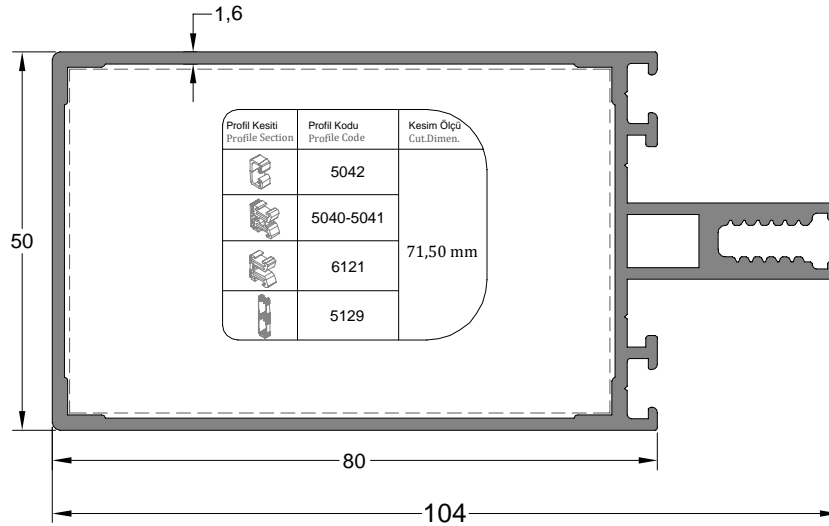 1,6
Profil Kesiti
Profile Section
Profil Kodu
Profile Code
Kesim Ölçü
Cut.Dimen.
5042
5040-5041
6121
5129
71,50 mm
50
80
104